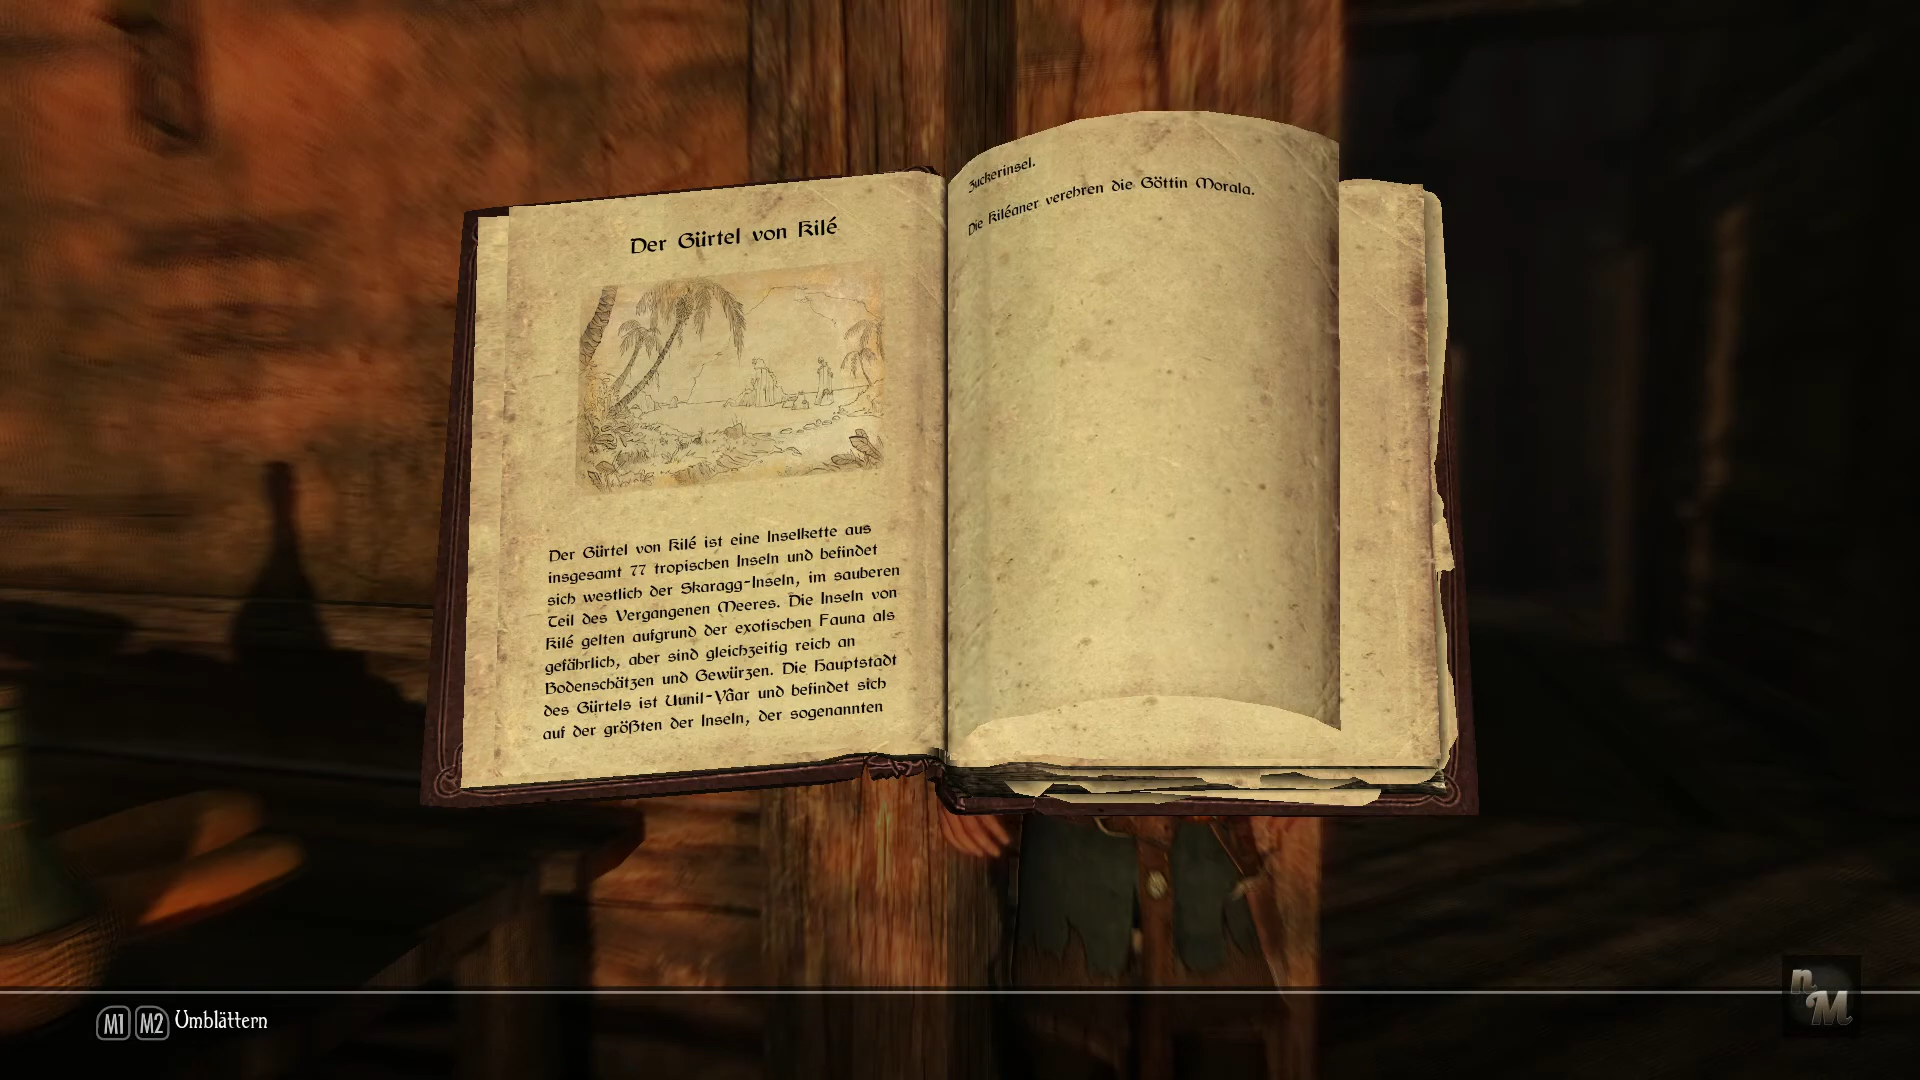 Der Gürtel von Kilé
Der Gürtel von Kilé ist eine Inselkette aus
insgesamt 77 tropischen Inseln und befindet
sich westlich der Skaragg-Inseln, im sauberen
Teil des Vergangenen Meeres. Die Inseln von
Kilé gelten aufgrund der exotischen Fauna als
gefährlich, aber sind gleichzeitig reich an
Bodenschätzen und Gewürzen. Die Hauptstadt
des Gürtels ist Uunil-Yâar und befindet sich
auf der größten der Inseln, der sogenannten
Zuckerinsel.
Die Kiléaner verehren die Göttin Morala.
M1 M2 Umblättern
nM